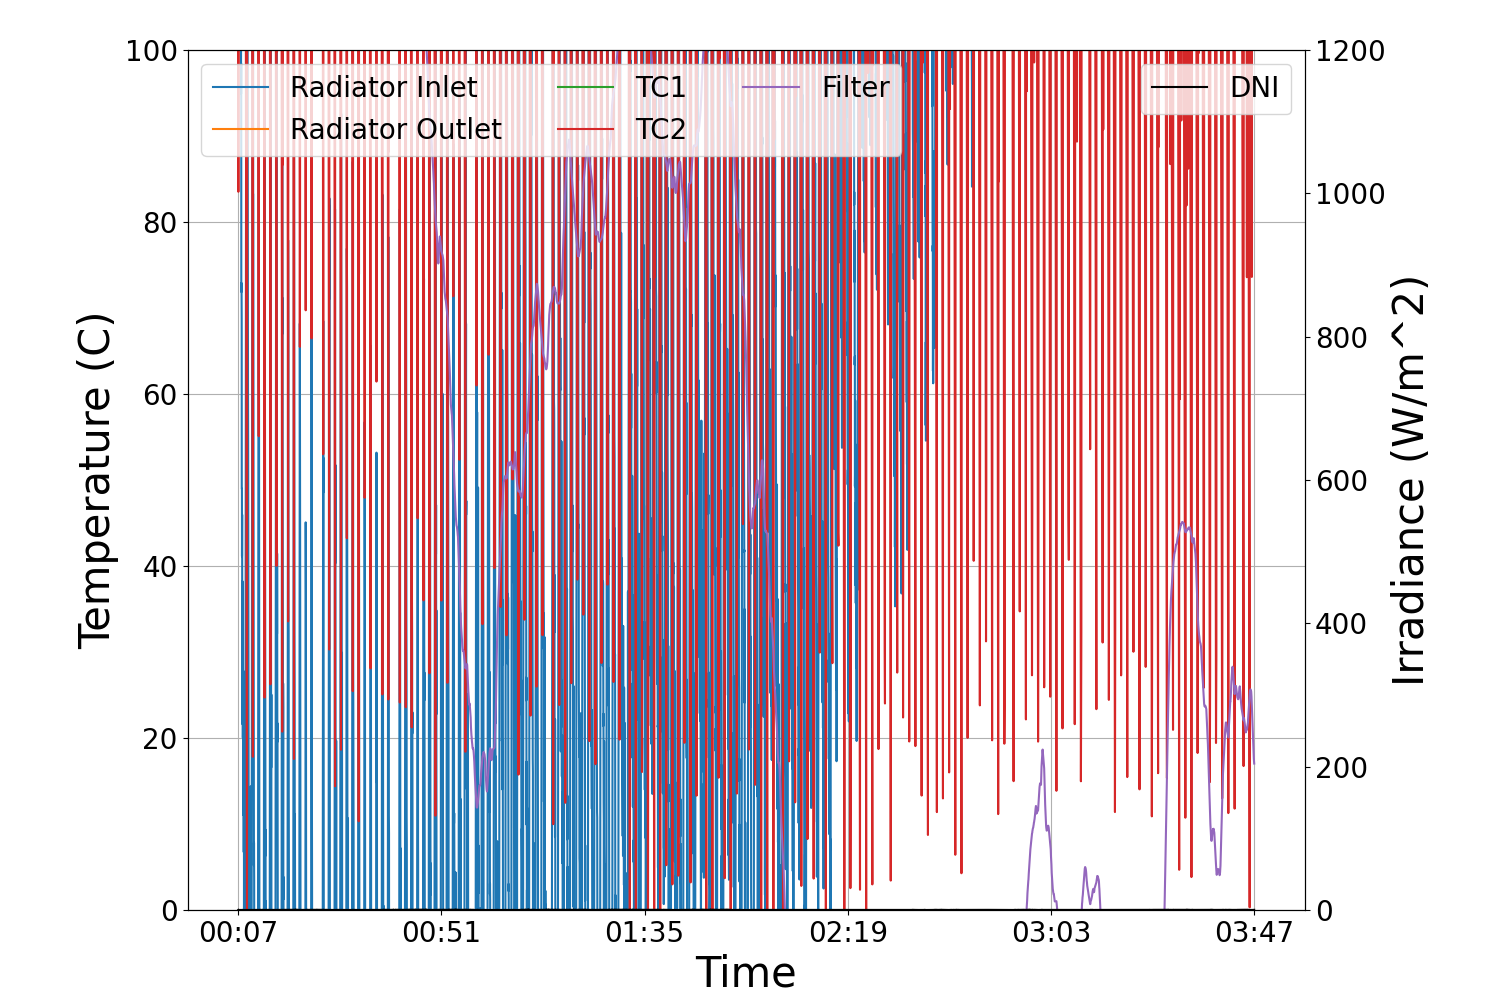 100
80
60
40
20
0
Temperature (C)
Radiator Inlet
Radiator Outlet
TC1
TC2
Filter
DNI
1200
1000
800
600
400
200
0
Irradiance (W/m^2)
00:07
00:51
01:35
02:19
03:03
03:47
Time